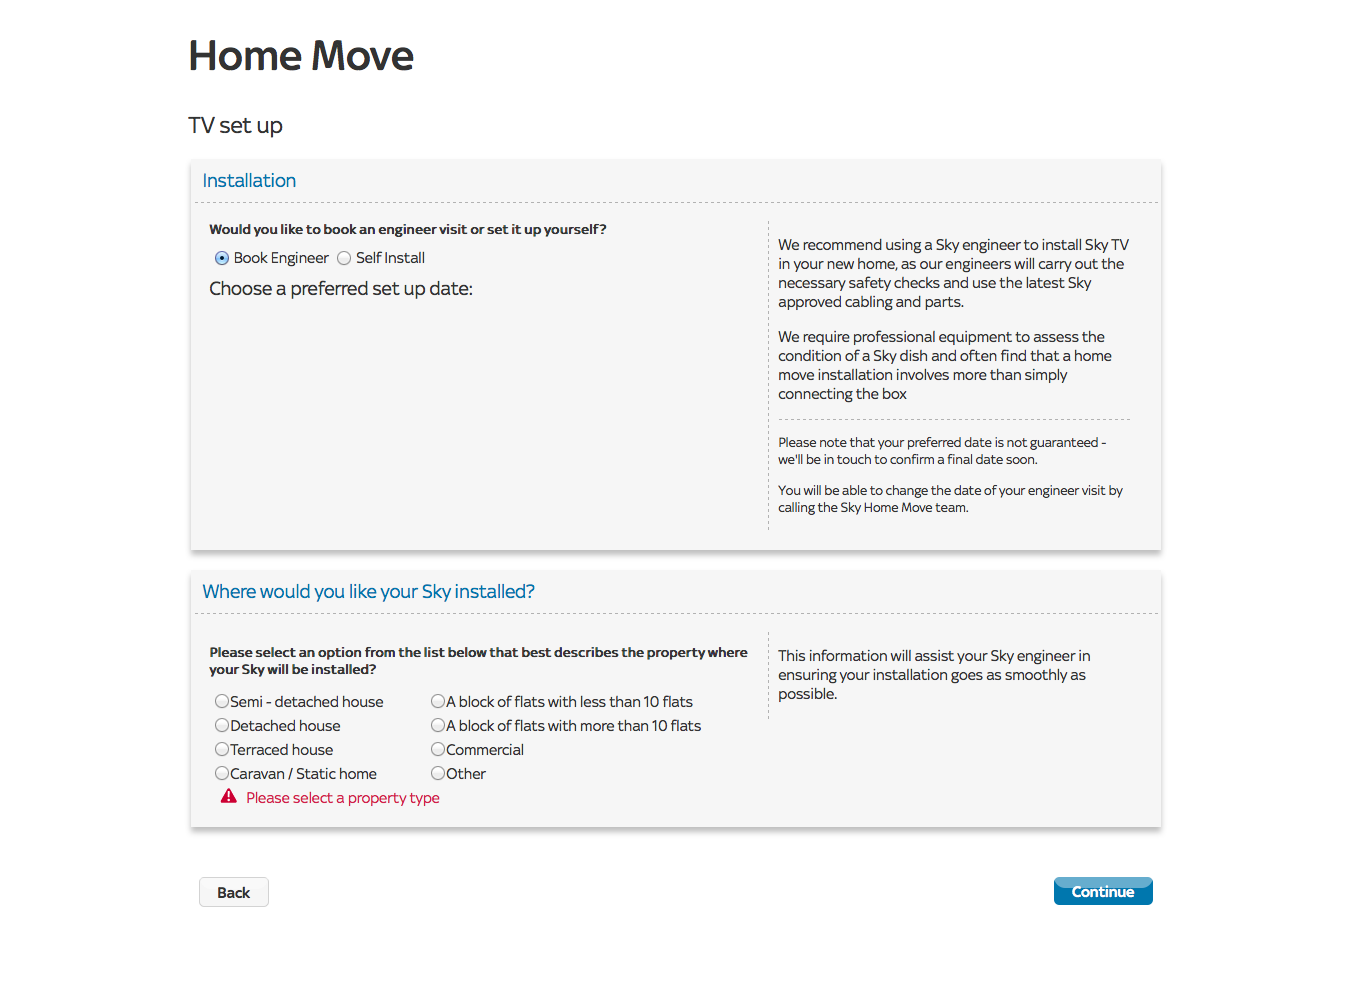 Home Move
TV set up
Installation
Would you like to book an engineer visit or set it up yourself?
Book Engineer Self Install
Choose a preferred set up date:
We recommend using a Sky engineer to install Sky TV
in your new home, as our engineers will carry out the
necessary safety checks and use the latest Sky
approved cabling and parts.
We require professional equipment to assess the
condition of a Sky dish and often find that a home
move installation involves more than simply
connecting the box
Please note that your preferred date is not guaranteed -
we'll be in touch to confirm a final date soon.
You will be able to change the date of your engineer visit by
calling the Sky Home Move team.
Where would you like your Sky installed?
Please select an option from the list below that best describes the property where
your Sky will be installed?
Semi - detached house
Detached house
Terraced house
Caravan / Static home
A block of flats with less than 10 flats
A block of flats with more than 10 flats
Commercial
Other
Please select a property type
This information will assist your Sky engineer in
ensuring your installation goes as smoothly as
possible.
Back
Continue